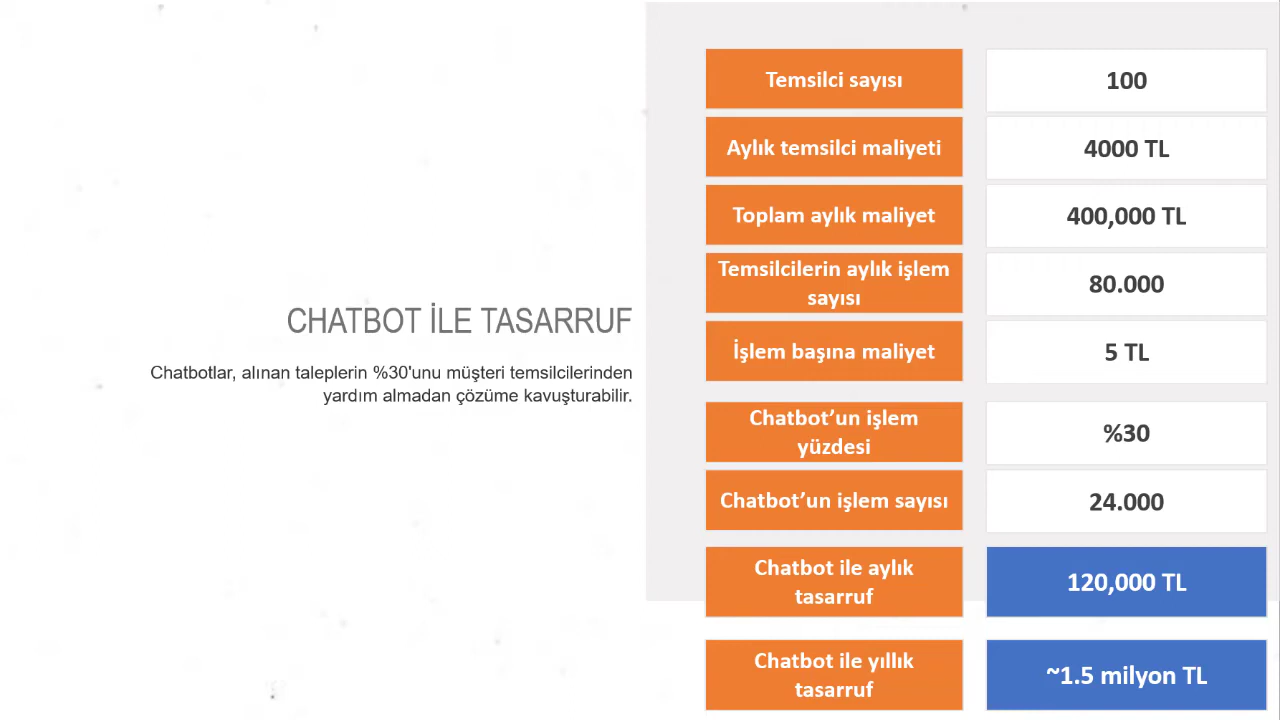 CHATBOT İLE TASARRUF
Chatbotlar, alınan taleplerin %30'unu müşteri temsilcilerinden
yardım almadan çözüme kavuşturabilir.
Temsilci sayısı
100
Aylık temsilci maliyeti
4000 TL
Toplam aylık maliyet
400,000 TL
Temsilcilerin aylık işlem
sayısı
80.000
İşlem başına maliyet
5 TL
Chatbot’un işlem
yüzdesi
%30
Chatbot’un işlem sayısı
24.000
Chatbot ile aylık
tasarruf
120,000 TL
Chatbot ile yıllık
tasarruf
~1.5 milyon TL